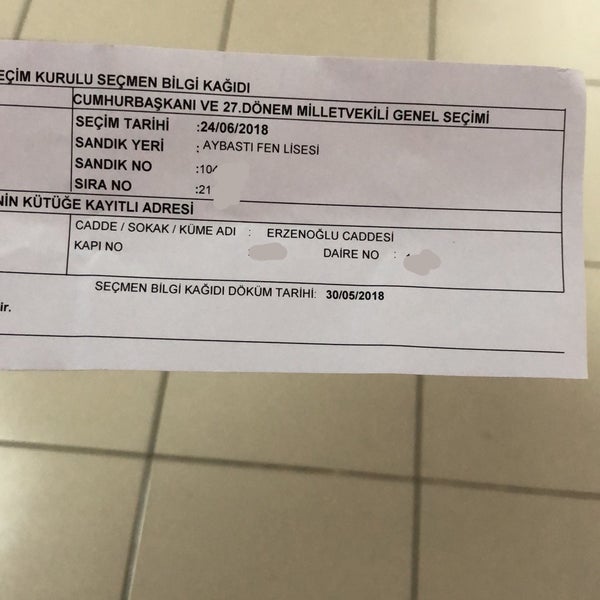 EÇİM KURULU SEÇMEN BİLGİ KAĞIDI
CUMHURBAŞKANI VE 27.DÖNEM MİLLETVEKİLİ GENEL SEÇİMİ
SEÇİM TARİHİ :24/06/2018
SANDIK YERİ : AYBASTI FEN LİSESİ
SANDIK NO :10
SIRA NO :21
NİN KÜTÜĞE KAYITLI ADRESİ
CADDE / SOKAK / KÜME ADI : ERZENOĞLU CADDESİ
KAPI NO : DAİRE NO :
SEÇMEN BİLGİ KAĞIDI DÖKÜM TARİHİ: 30/05/2018
ir.